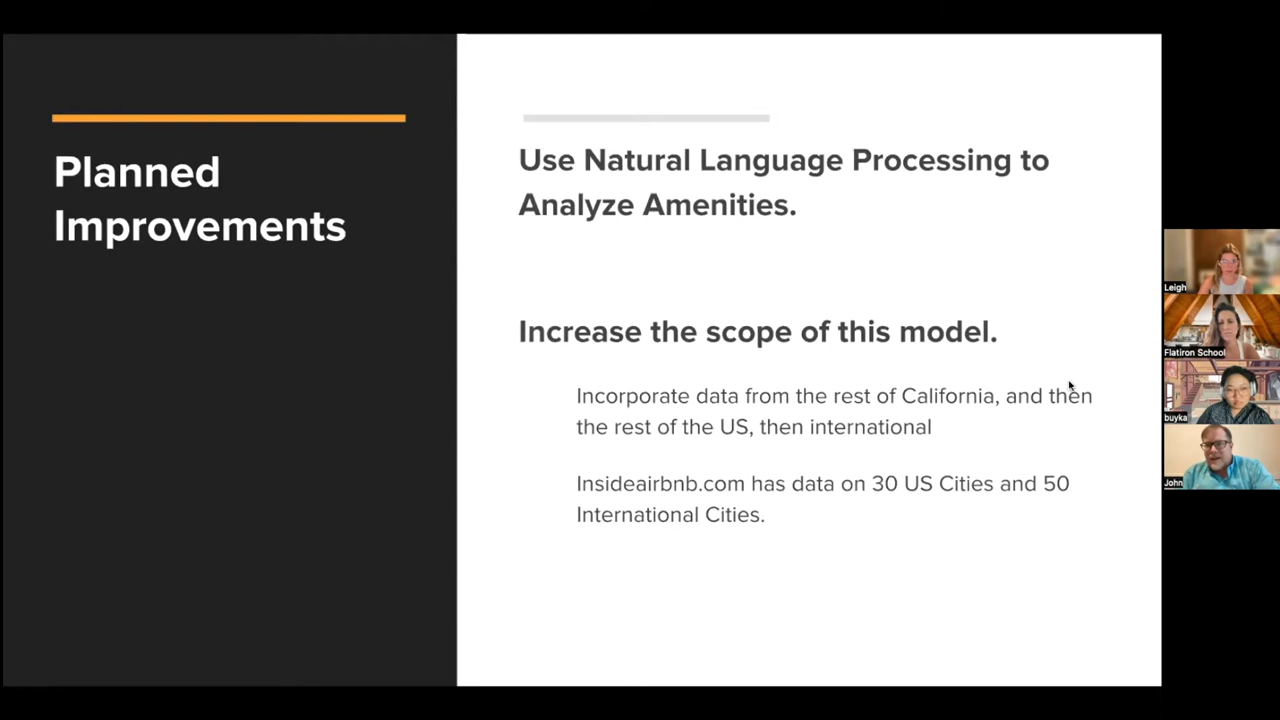 Planned
Improvements
Use Natural Language Processing to
Analyze Amenities.
Increase the scope of this model.
Incorporate data from the rest of California, and then
the rest of the US, then international
Insideairbnb.com has data on 30 US Cities and 50
International Cities.
Leigh
Flatiron School
buyka
John